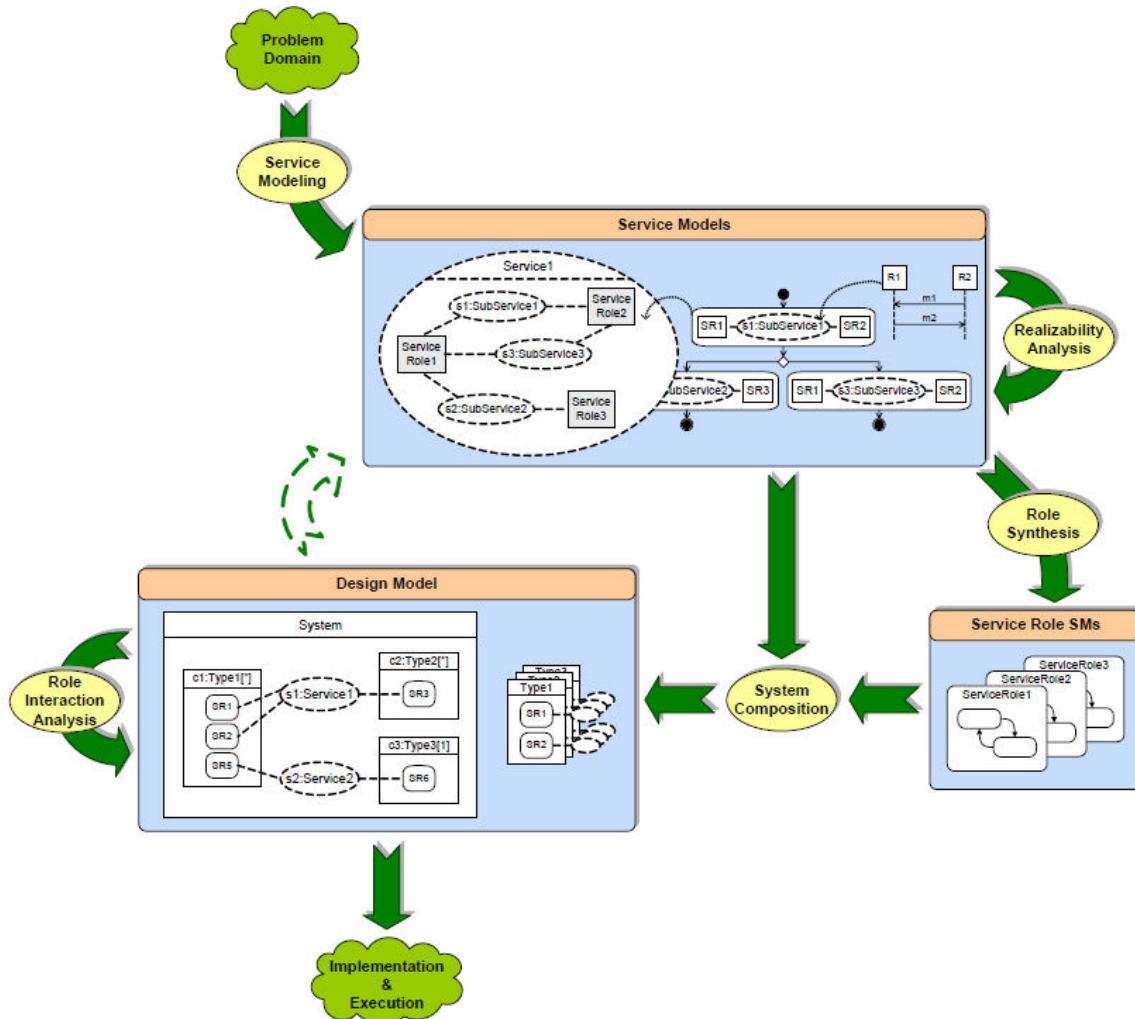 Problem
Domain
Service
Modeling
Service Models
Service1
s1:SubService1
Service
Role2
Service
Role1
s3:SubService3
s2:SubService2
Service
Role3
R1
R2
m1
m2
SR1
s1:SubService1
SR2
SubService2
SR3
SR1
s3:SubService3
SR2
Realizability
Analysis
Role
Synthesis
Design Model
System
c1:Type1[*]
SR1
SR2
SR5
s1:Service1
s2:Service2
c2:Type2[*]
SR3
c3:Type3[1]
SR6
Type3
Type2
Type1
SR1
SR2
Role
Interaction
Analysis
System
Composition
Service Role SMs
ServiceRole3
ServiceRole2
ServiceRole1
Implementation
&
Execution